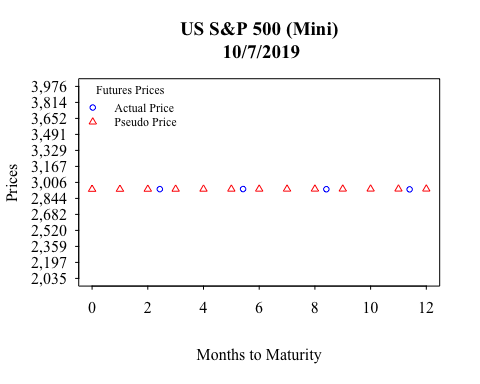 US S&P 500 (Mini)
10/7/2019
Futures Prices
Actual Price
Pseudo Price
Prices
3,976
3,814
3,652
3,491
3,329
3,167
3,006
2,844
2,682
2,520
2,359
2,197
2,035
0 2 4 6 8 10 12
Months to Maturity